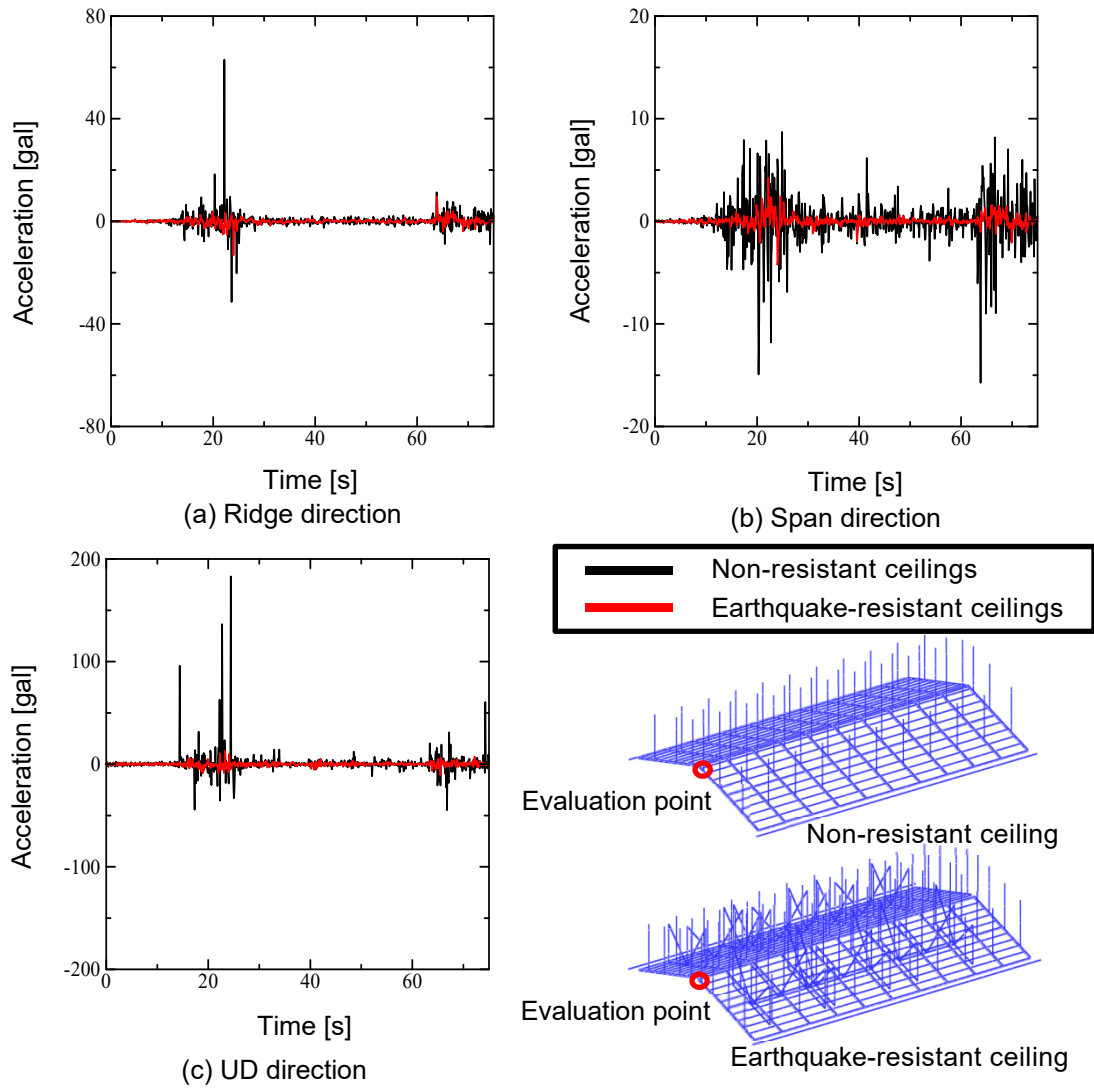 80
40
0
-40
-80
0
20
40
60
Acceleration [gal]
Time [s]
(a) Ridge direction
20
10
0
-10
-20
0
20
40
60
Acceleration [gal]
Time [s]
(b) Span direction
200
100
0
-100
-200
0
20
40
60
Acceleration [gal]
Time [s]
(c) UD direction
Non-resistant ceilings
Earthquake-resistant ceilings
Evaluation point
Non-resistant ceiling
Evaluation point
Earthquake-resistant ceiling